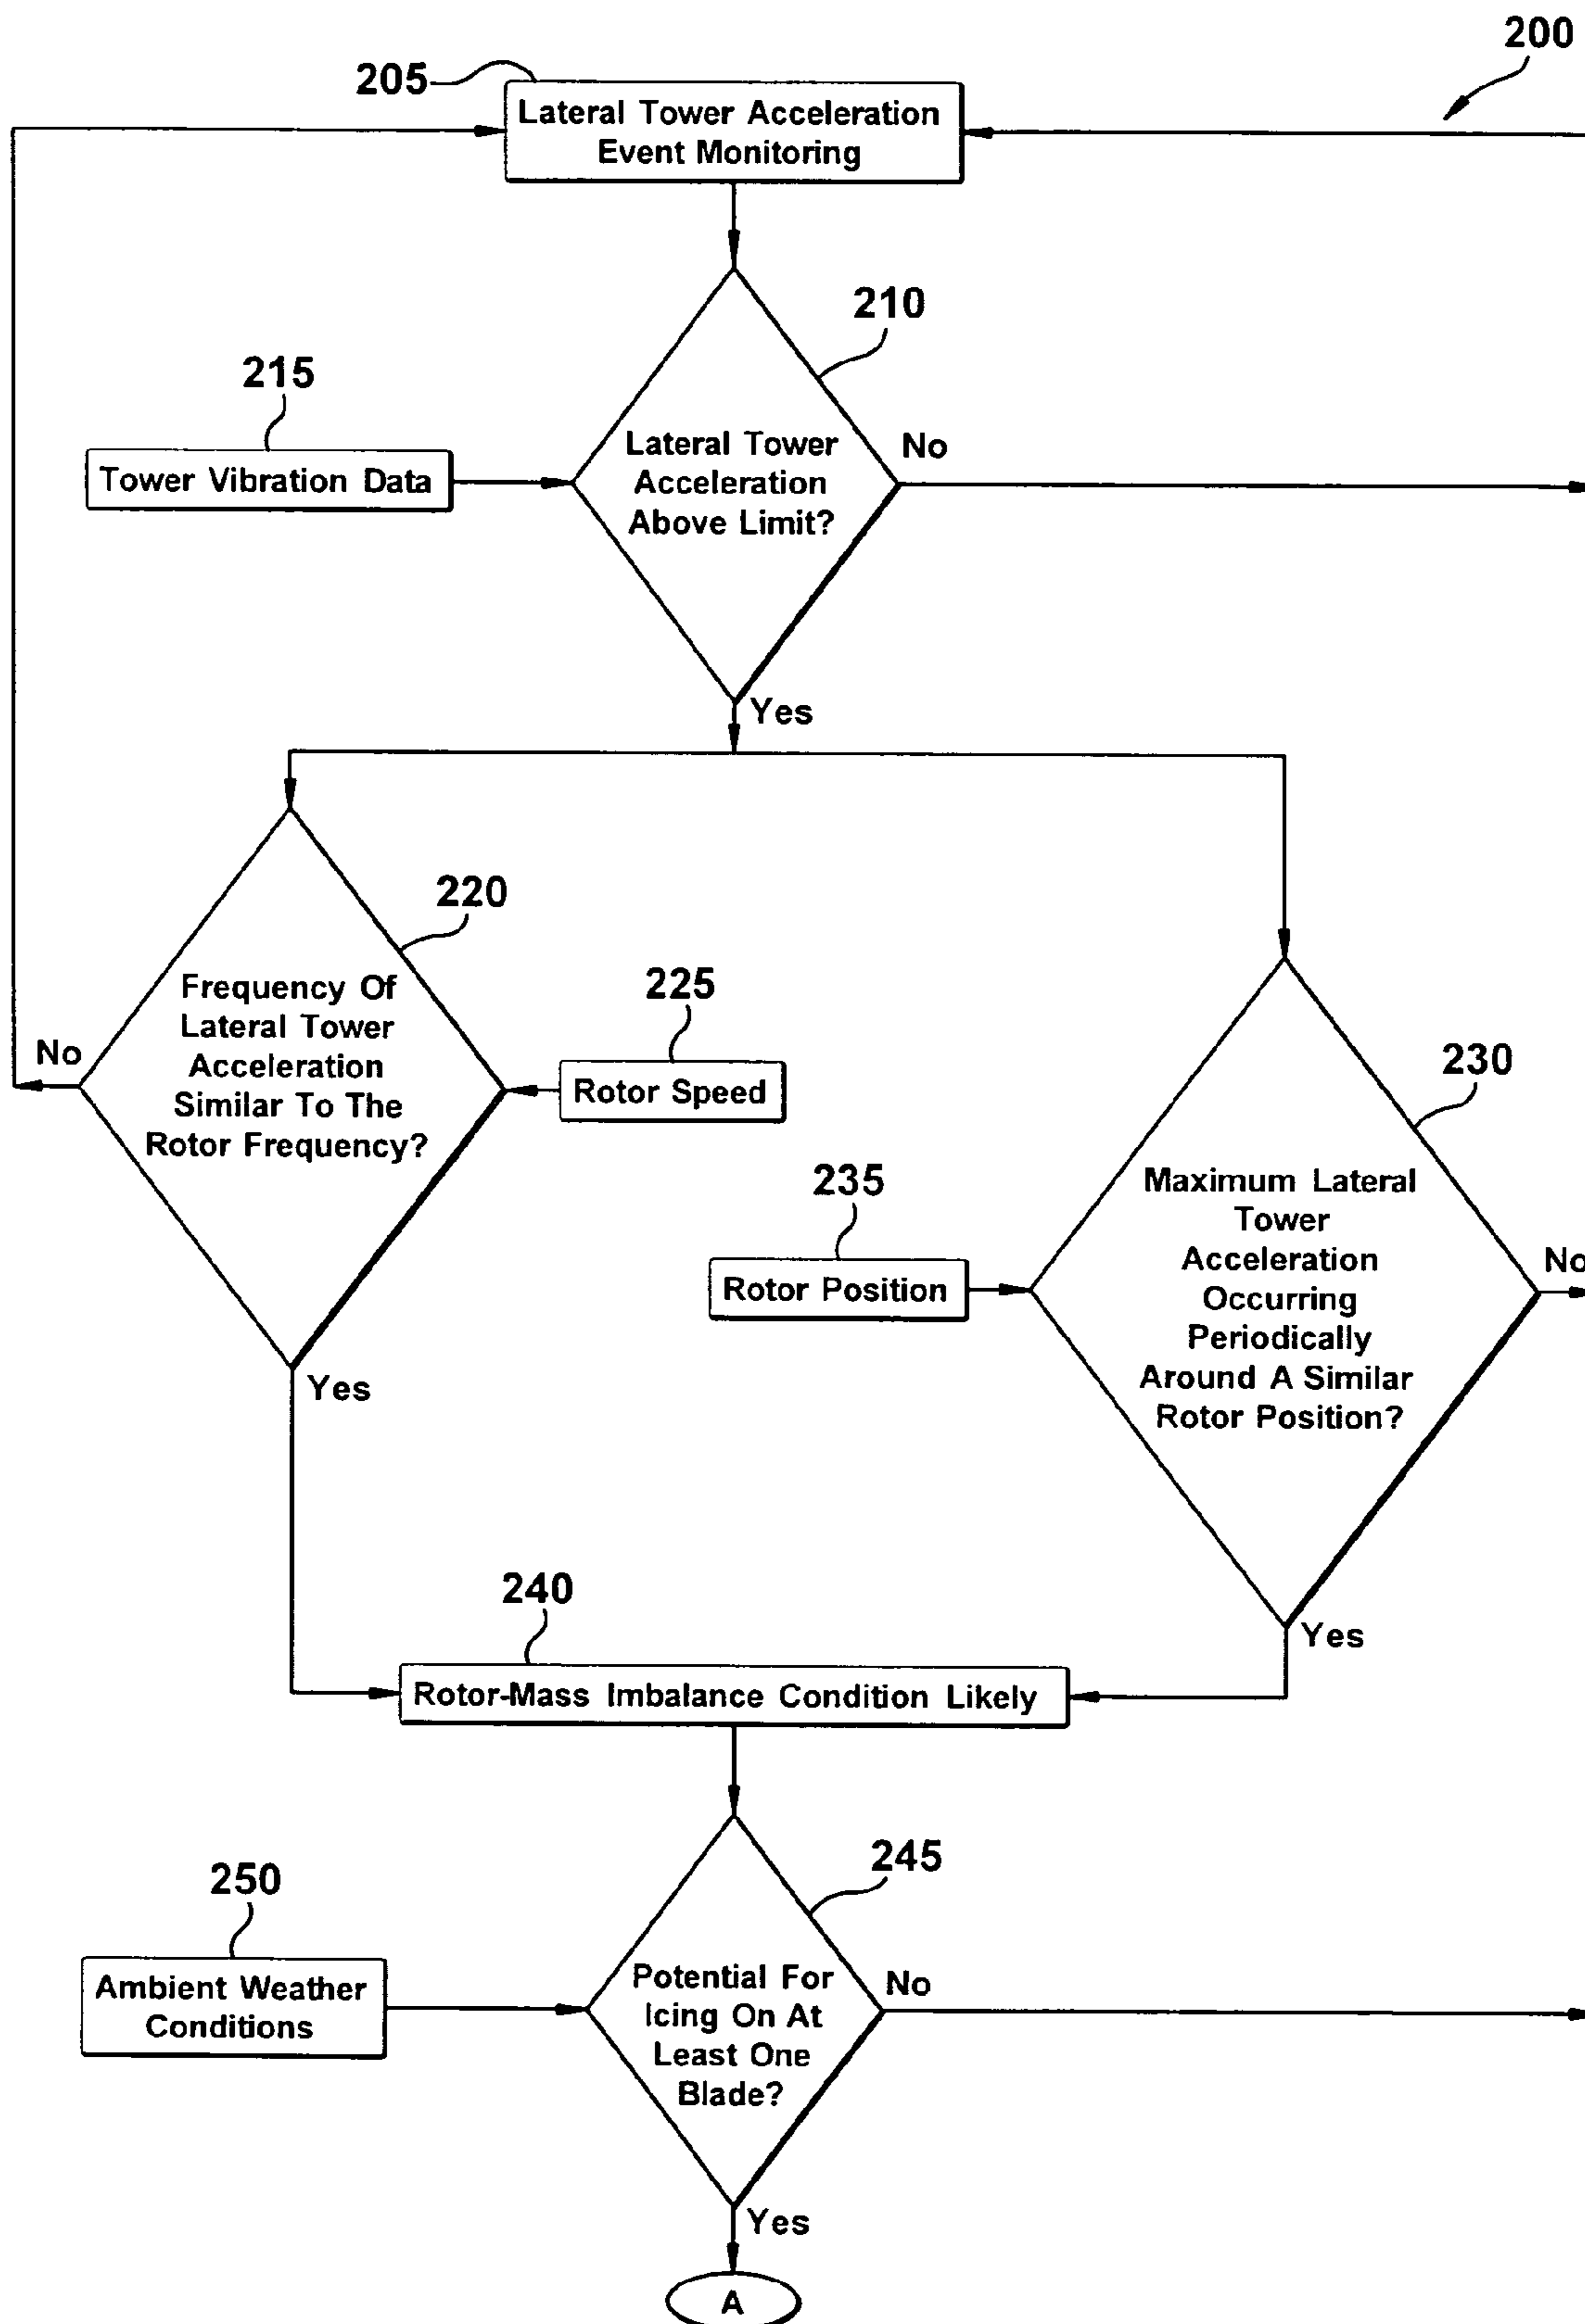 200
205
Lateral Tower Acceleration
Event Monitoring
210
215
Tower Vibration Data
Lateral Tower
Acceleration
Above Limit?
No
Yes
220
Frequency Of
Lateral Tower
Acceleration
Similar To The
Rotor Frequency?
No
225
Rotor Speed
230
235
Rotor Position
Maximum Lateral
Tower
Acceleration
Occurring
Periodically
Around A Similar
Rotor Position?
No
Yes
Yes
240
Rotor-Mass Imbalance Condition Likely
245
250
Ambient Weather
Conditions
Potential For
Icing On At
Least One
Blade?
No
Yes
A